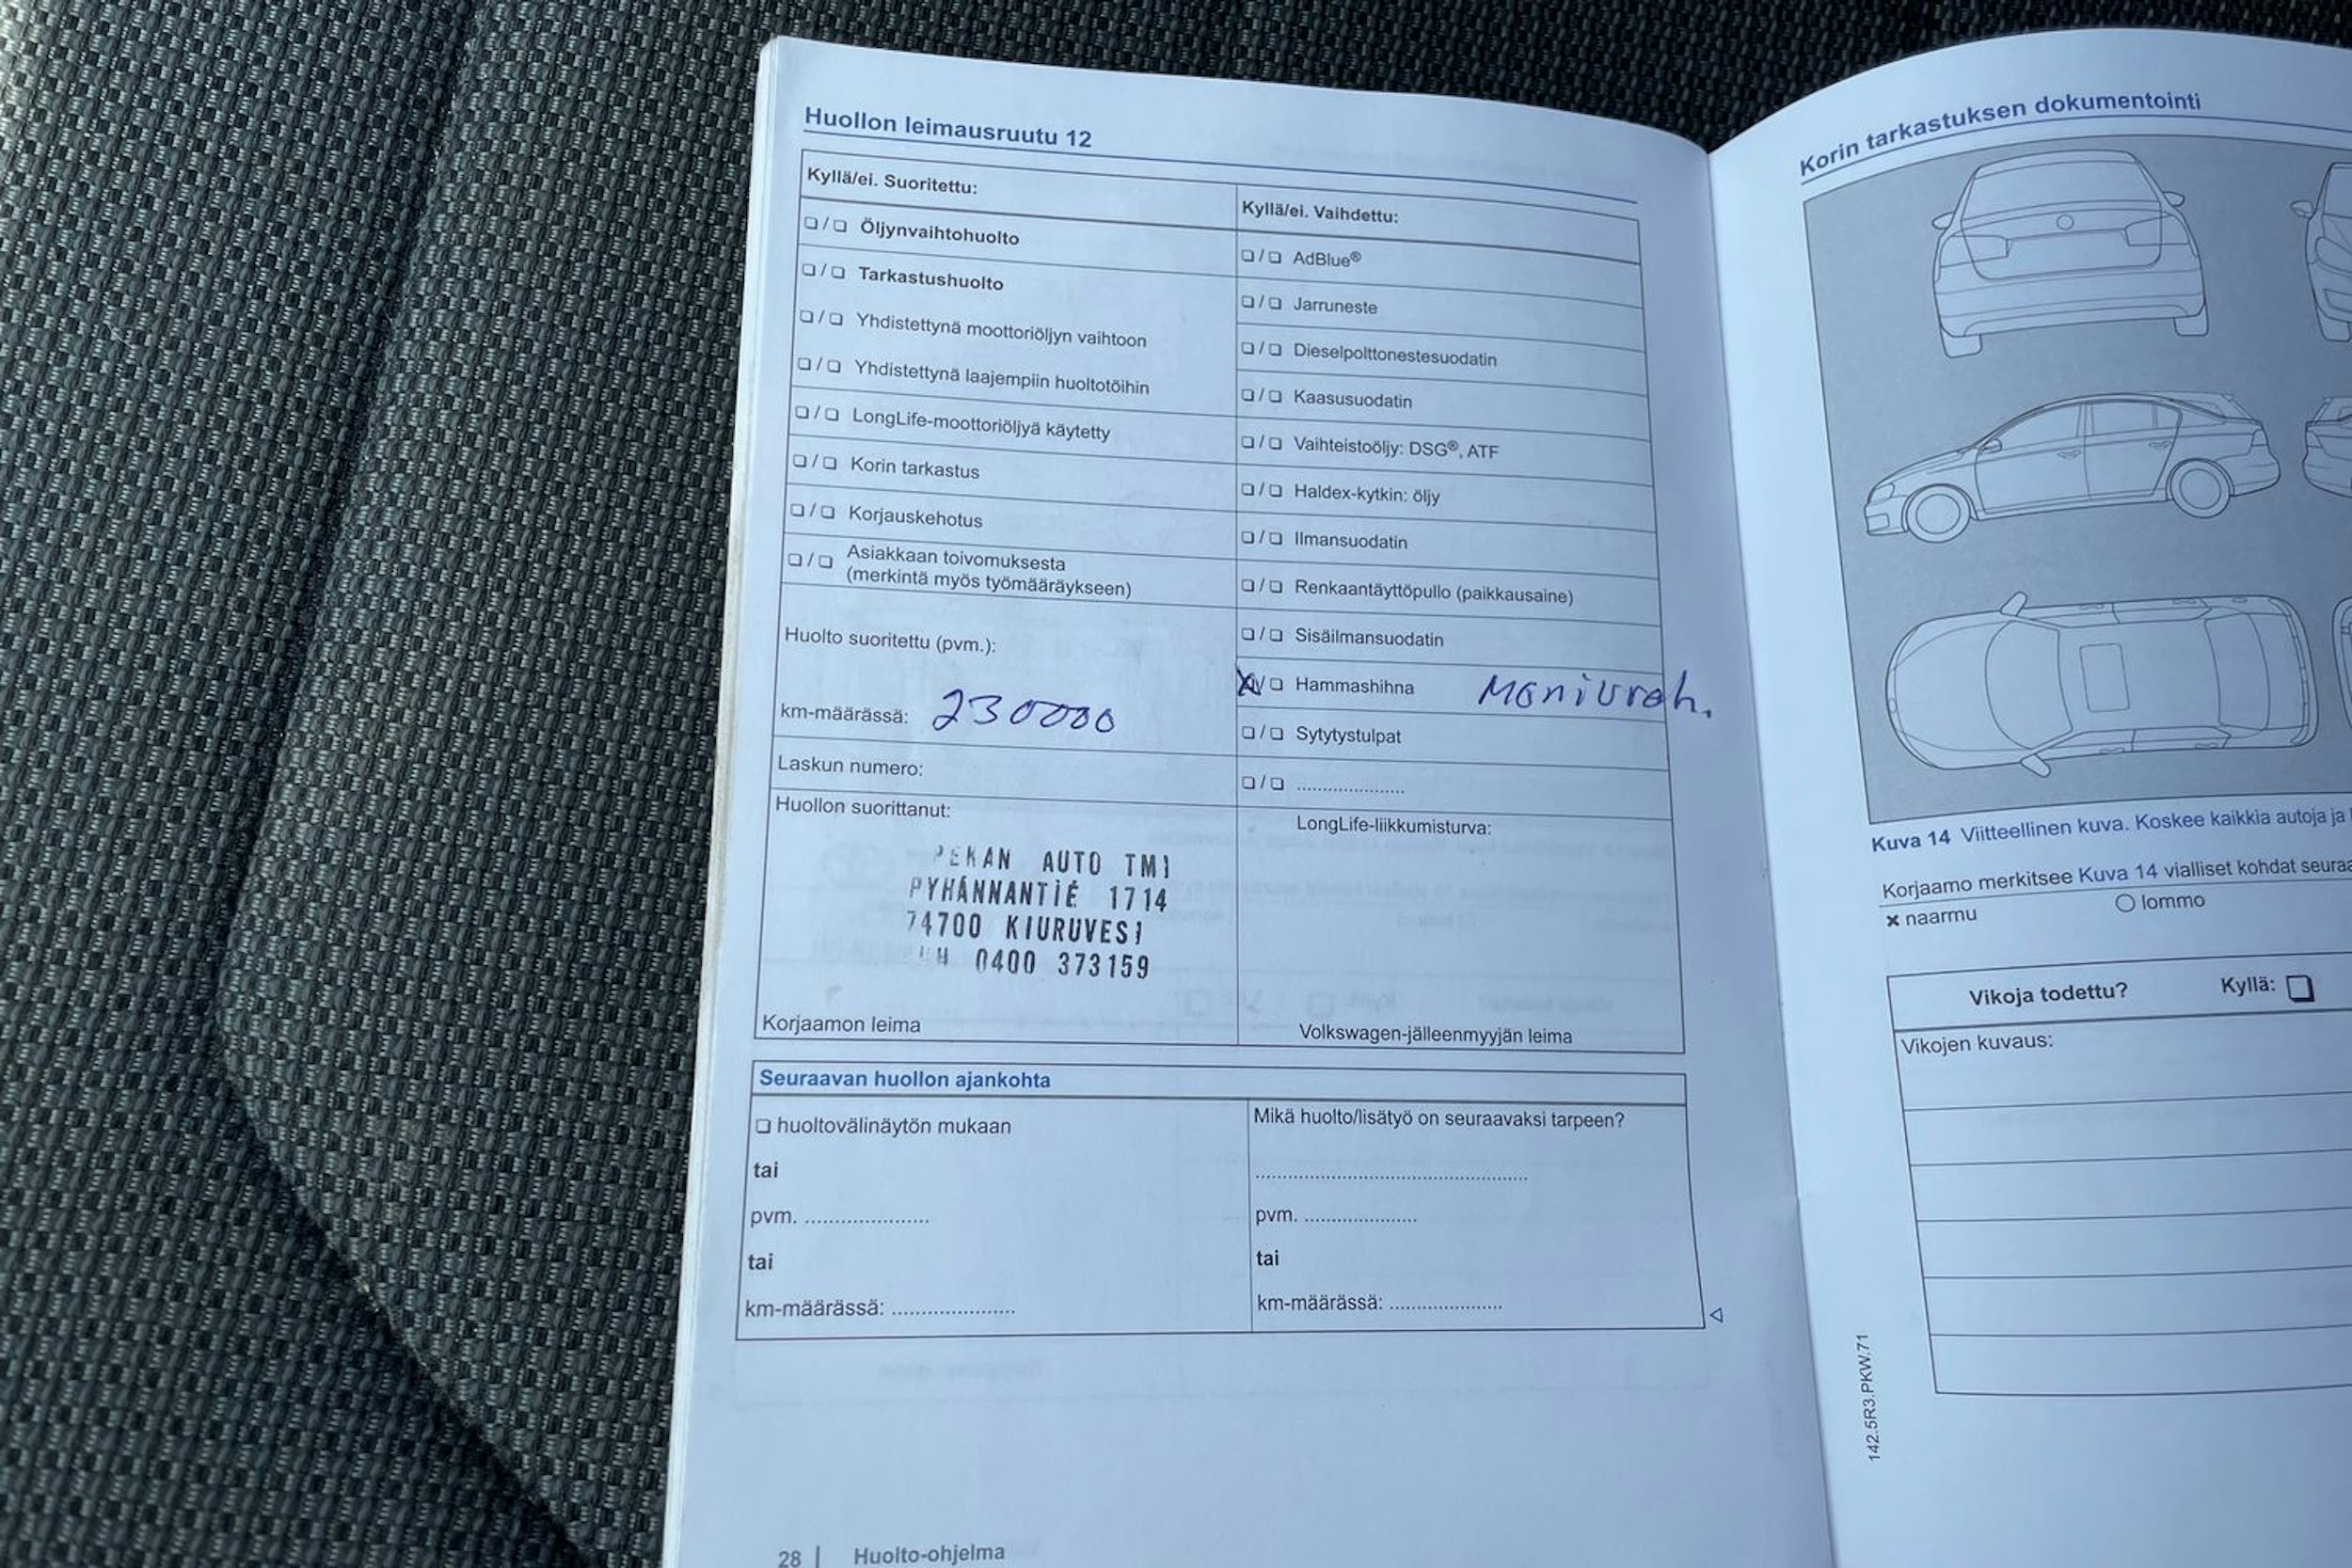 Huollon leimausruutu 12
Kyllä/ei. Suoritettu:
❏/❏ Öljynvaihtohuolto
❏/❏ Tarkastushuolto
❏/❏ Yhdistettynä moottoriöljyn vaihtoon
❏/❏ Yhdistettynä laajempiin huoltotöihin
❏/❏ LongLife-moottoriöljyä käytetty
❏/❏ Korin tarkastus
❏/❏ Korjauskehotus
❏/❏ Asiakkaan toivomuksesta
(merkintä myös työmääräykseen)
Huolto suoritettu (pvm.):
km-määrässä: 230000
Laskun numero:
Huollon suorittanut:
PEKAN AUTO TMI
PYHÄNNANTIE 1714
74700 KIURUVESI
0400 373159
Korjaamon leima
Kyllä/ei. Vaihdettu:
❏/❏ AdBlue®
❏/❏ Jarruneste
❏/❏ Dieselpolttonestesuodatin
❏/❏ Kaasusuodatin
❏/❏ Vaihteistoöljy: DSG®, ATF
❏/❏ Haldex-kytkin: öljy
❏/❏ Ilmansuodatin
❏/❏ Renkaantäyttöpullo (paikkausaine)
❏/❏ Sisäilmansuodatin
X/❏ Hammashihna
❏/❏ Sytytystulpat
❏/❏ .....................
LongLife-liikkumisturva:
Volkswagen-jälleenmyyjän leima
Seuraavan huollon ajankohta
❏ huoltovälinäytön mukaan
tai
pvm. .....................
tai
km-määrässä: .....................
Mikä huolto/lisätyö on seuraavaksi tarpeen?
..............................................
pvm. ...................
tai
km-määrässä: ...................
28 | Huolto-ohjelma
Korin tarkastuksen dokumentointi
Kuva 14 Viitteellinen kuva. Koskee kaikkia autoja ja
Korjaamo merkitsee Kuva 14 vialliset kohdat
× naarmu ○ lommo
Vikoja todettu? Kyllä: ❏
Vikojen kuvaus:
142.5R3.PKW.71